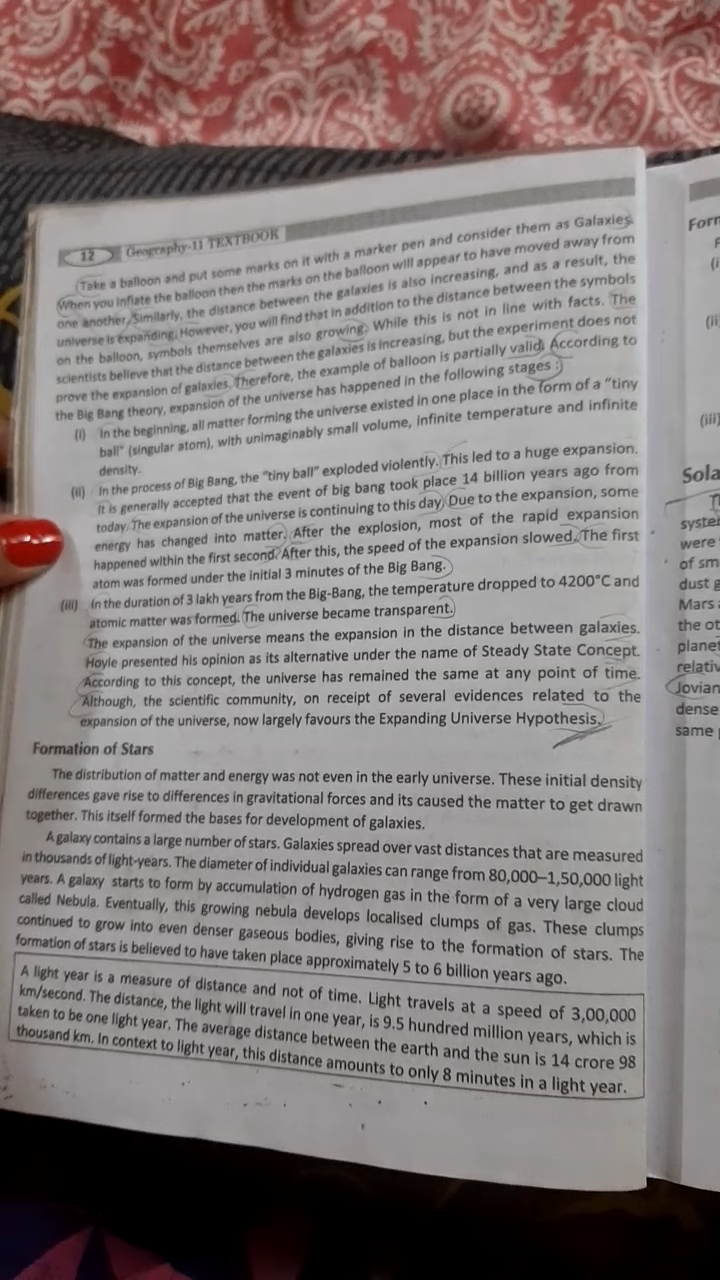 12 Geography-11 TEXTBOOK
Take a balloon and put some marks on it with a marker pen and consider them as Galaxies.
When you inflate the balloon then the marks on the balloon will appear to have moved away from
one another. Similarly, the distance between the galaxies is also increasing, and as a result, the
universe is expanding. However, you will find that in addition to the distance between the symbols
on the balloon, symbols themselves are also growing. While this is not in line with facts. The
scientists believe that the distance between the galaxies is increasing, but the experiment does not
prove the expansion of galaxies. Therefore, the example of balloon is partially valid. According to
the Big Bang theory, expansion of the universe has happened in the following stages :
(i) In the beginning, all matter forming the universe existed in one place in the form of a "tiny
ball" (singular atom), with unimaginably small volume, infinite temperature and infinite
density.
(ii) In the process of Big Bang, the "tiny ball" exploded violently. This led to a huge expansion.
It is generally accepted that the event of big bang took place 14 billion years ago from
today. The expansion of the universe is continuing to this day. Due to the expansion, some
energy has changed into matter. After the explosion, most of the rapid expansion
happened within the first second. After this, the speed of the expansion slowed. The first
atom was formed under the initial 3 minutes of the Big Bang.
(iii) In the duration of 3 lakh years from the Big-Bang, the temperature dropped to 4200°C and
atomic matter was formed. The universe became transparent.
The expansion of the universe means the expansion in the distance between galaxies.
Hoyle presented his opinion as its alternative under the name of Steady State Concept.
According to this concept, the universe has remained the same at any point of time.
Although, the scientific community, on receipt of several evidences related to the
expansion of the universe, now largely favours the Expanding Universe Hypothesis.
Formation of Stars
The distribution of matter and energy was not even in the early universe. These initial density
differences gave rise to differences in gravitational forces and its caused the matter to get drawn
together. This itself formed the bases for development of galaxies.
A galaxy contains a large number of stars. Galaxies spread over vast distances that are measured
in thousands of light-years. The diameter of individual galaxies can range from 80,000–1,50,000 light
years. A galaxy starts to form by accumulation of hydrogen gas in the form of a very large cloud
called Nebula. Eventually, this growing nebula develops localised clumps of gas. These clumps
continued to grow into even denser gaseous bodies, giving rise to the formation of stars. The
formation of stars is believed to have taken place approximately 5 to 6 billion years ago.
A light year is a measure of distance and not of time. Light travels at a speed of 3,00,000
km/second. The distance, the light will travel in one year, is 9.5 hundred million years, which is
taken to be one light year. The average distance between the earth and the sun is 14 crore 98
thousand km. In context to light year, this distance amounts to only 8 minutes in a light year.
(ii
(iii)
Sola
syste
were
of sm
dust g
Mars
the ot
planet
relativ
Jovian
dense
same